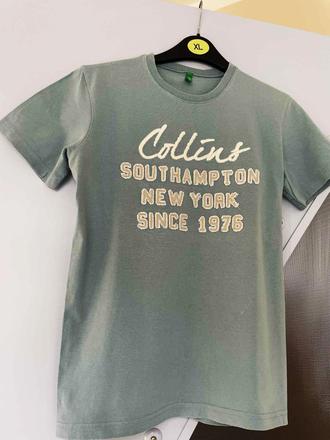 XL
Collins
SOUTHAMPTON
NEW YORK
SINCE 1976